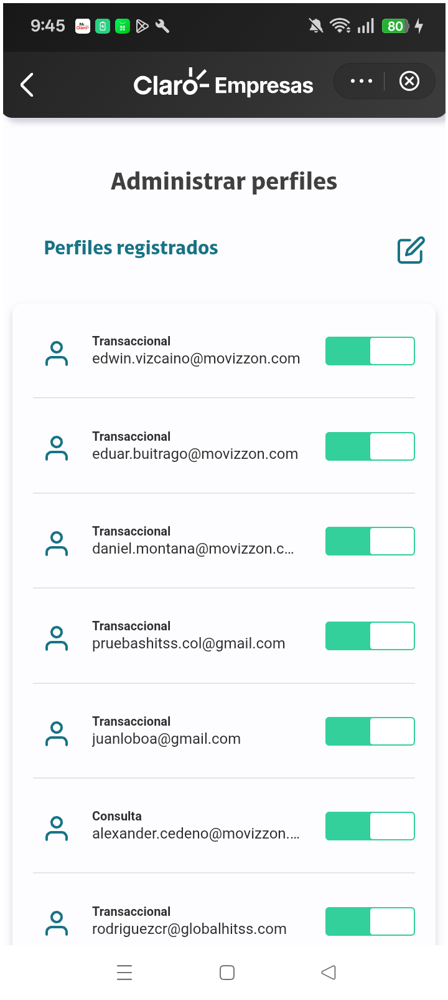 9:45
Mi
Claro
80
Claro Empresas
Administrar perfiles
Perfiles registrados
Transaccional
edwin.vizcaino@movizzon.com
Transaccional
eduar.buitrago@movizzon.com
Transaccional
daniel.montana@movizzon.c...
Transaccional
pruebashitss.col@gmail.com
Transaccional
juanloboa@gmail.com
Consulta
alexander.cedeno@movizzon....
Transaccional
rodriguezcr@globalhitss.com